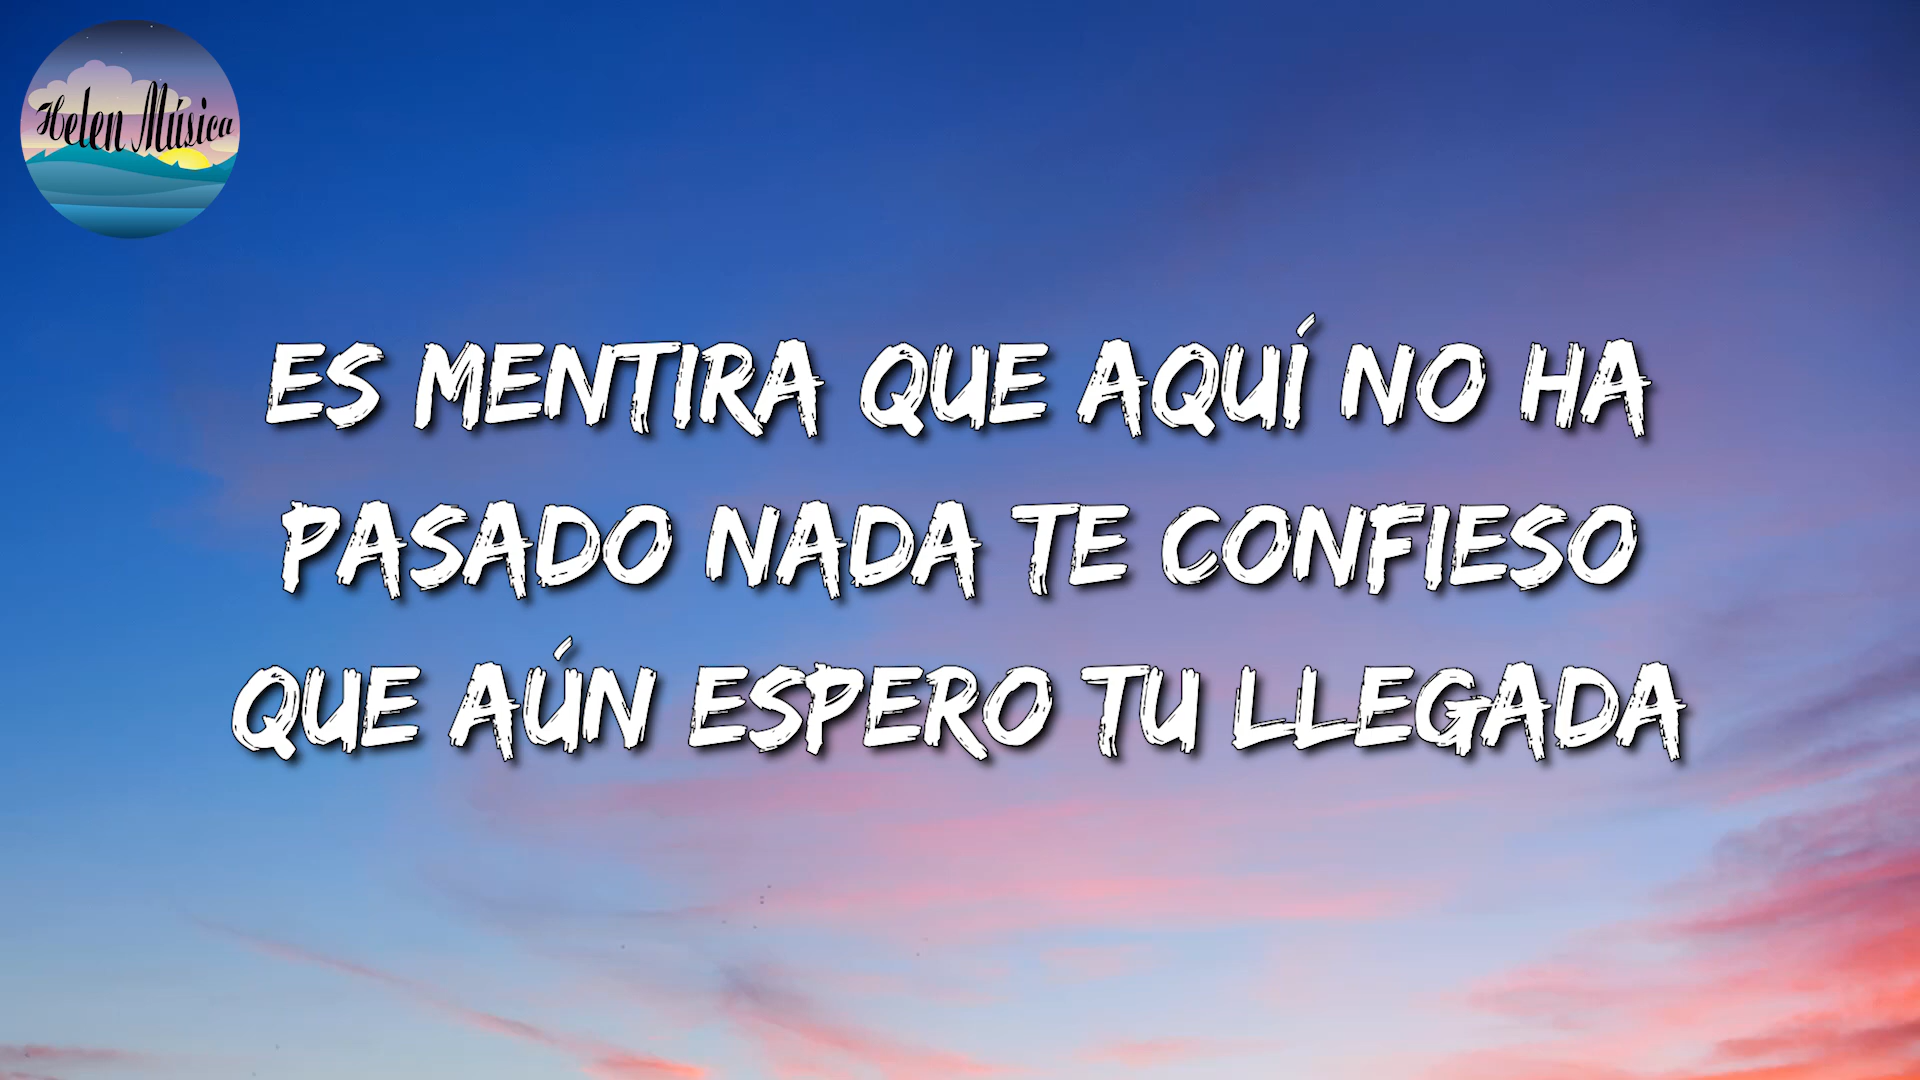 Helen Música
ES MENTIRA QUE AQUÍ NO HA
PASADO NADA TE CONFIESO
QUE AÚN ESPERO TU LLEGADA